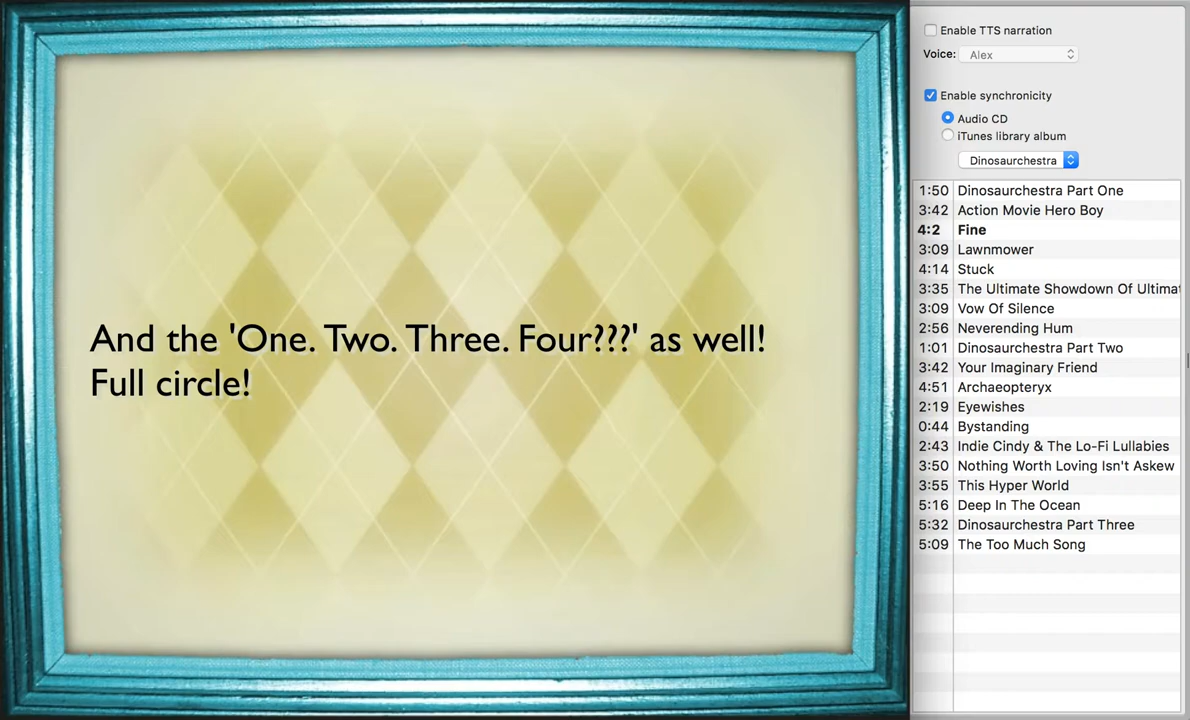 And the 'One. Two. Three. Four???' as well!
Full circle!
Enable TTS narration
Voice: Alex
Enable synchronicity
Audio CD
iTunes library album
Dinosaurchestra
1:50 Dinosaurchestra Part One
3:42 Action Movie Hero Boy
4:2 Fine
3:09 Lawnmower
4:14 Stuck
3:35 The Ultimate Showdown Of Ultimat
3:09 Vow Of Silence
2:56 Neverending Hum
1:01 Dinosaurchestra Part Two
3:42 Your Imaginary Friend
4:51 Archaeopteryx
2:19 Eyewishes
0:44 Bystanding
2:43 Indie Cindy & The Lo-Fi Lullabies
3:50 Nothing Worth Loving Isn't Askew
3:55 This Hyper World
5:16 Deep In The Ocean
5:32 Dinosaurchestra Part Three
5:09 The Too Much Song